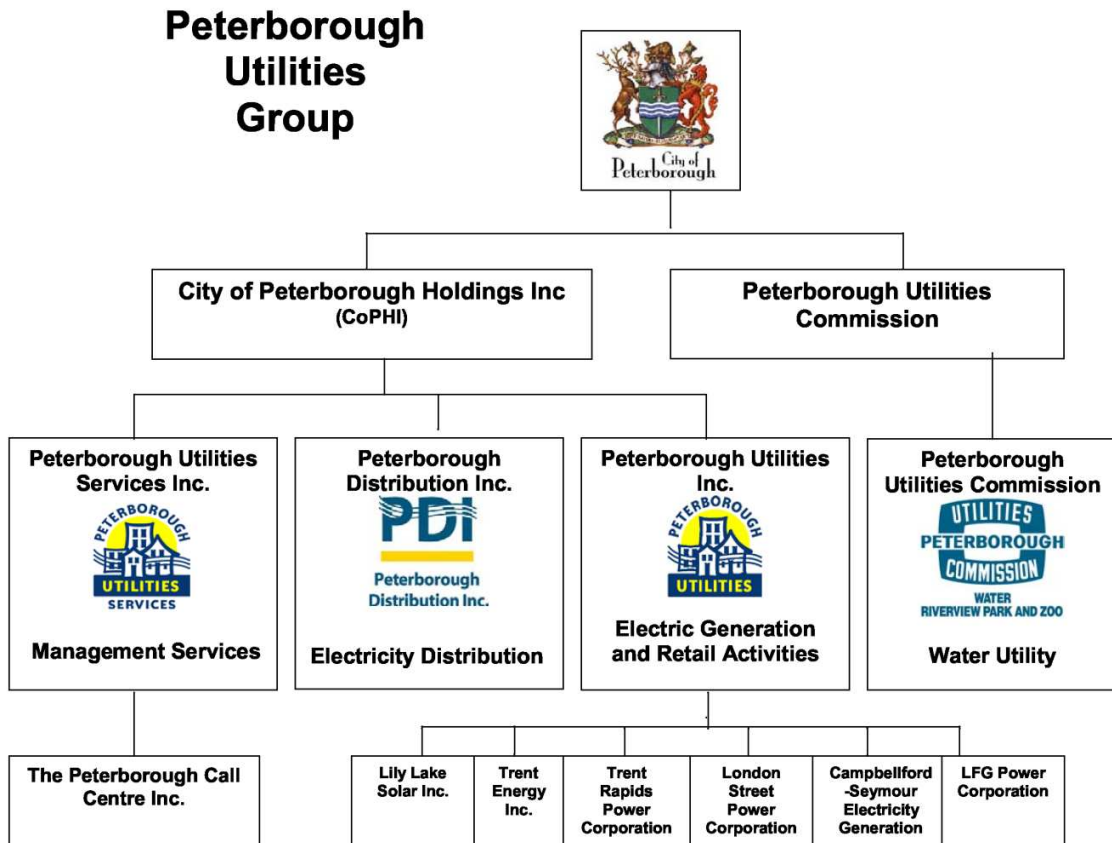 Peterborough
Utilities
Group
City of
Peterborough
City of Peterborough Holdings Inc
(CoPHI)
Peterborough Utilities
Commission
Peterborough Utilities
Services Inc.
PETERBOROUGH
UTILITIES
SERVICES
Management Services
Peterborough
Distribution Inc.
PDI
Peterborough
Distribution Inc.
Electricity Distribution
Peterborough Utilities
Inc.
PETERBOROUGH
UTILITIES
Electric Generation
and Retail Activities
Peterborough
Utilities Commission
UTILITIES
PETERBOROUGH
COMMISSION
WATER
RIVERVIEW PARK AND ZOO
Water Utility
The Peterborough Call
Centre Inc.
Lily Lake
Solar Inc.
Trent
Energy
Inc.
Trent
Rapids
Power
Corporation
London
Street
Power
Corporation
Campbellford
-Seymour
Electricity
Generation
LFG Power
Corporation